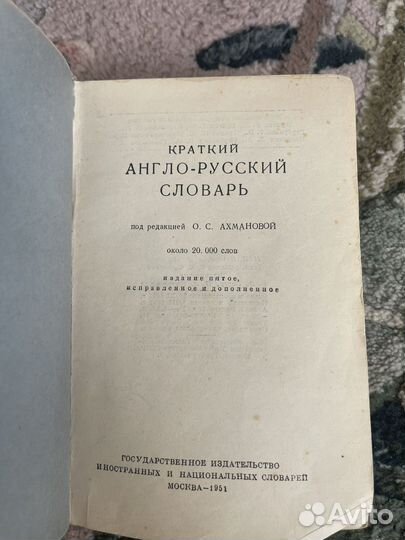 КРАТКИЙ
АНГЛО-РУССКИЙ
СЛОВАРЬ
под редакцией О. С. АХМАНОВОЙ
около 20.000 слов
издание пятое,
исправленное и дополненное
ГОСУДАРСТВЕННОЕ ИЗДАТЕЛЬСТВО
ИНОСТРАННЫХ И НАЦИОНАЛЬНЫХ СЛОВАРЕЙ
МОСКВА—1951
Avito